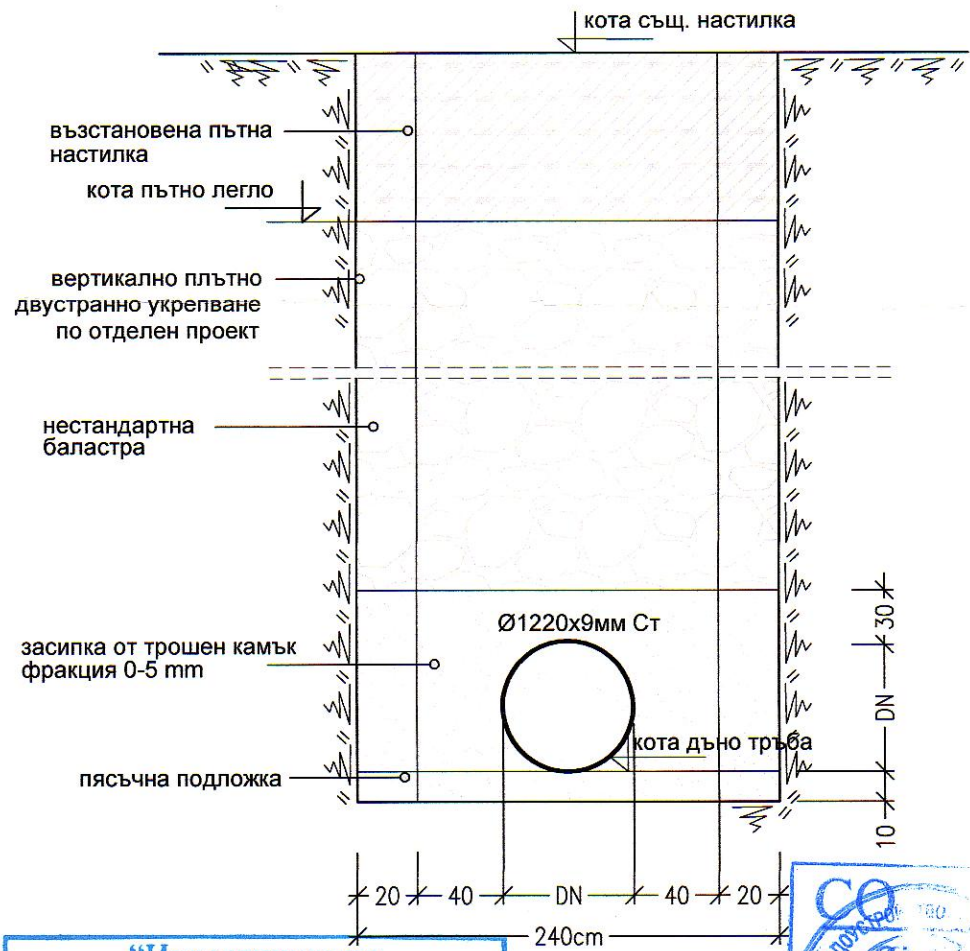 кота същ. настилка
възстановена пътна
настилка
кота пътно легло
вертикално плътно
двустранно укрепване
по отделен проект
нестандартна
баластра
Ø1220x9мм Ст
засипка от трошен камък
фракция 0-5 mm
кота дъно тръба
пясъчна подложка
30
DN
10
20 40 DN 40 20
240cm
СО